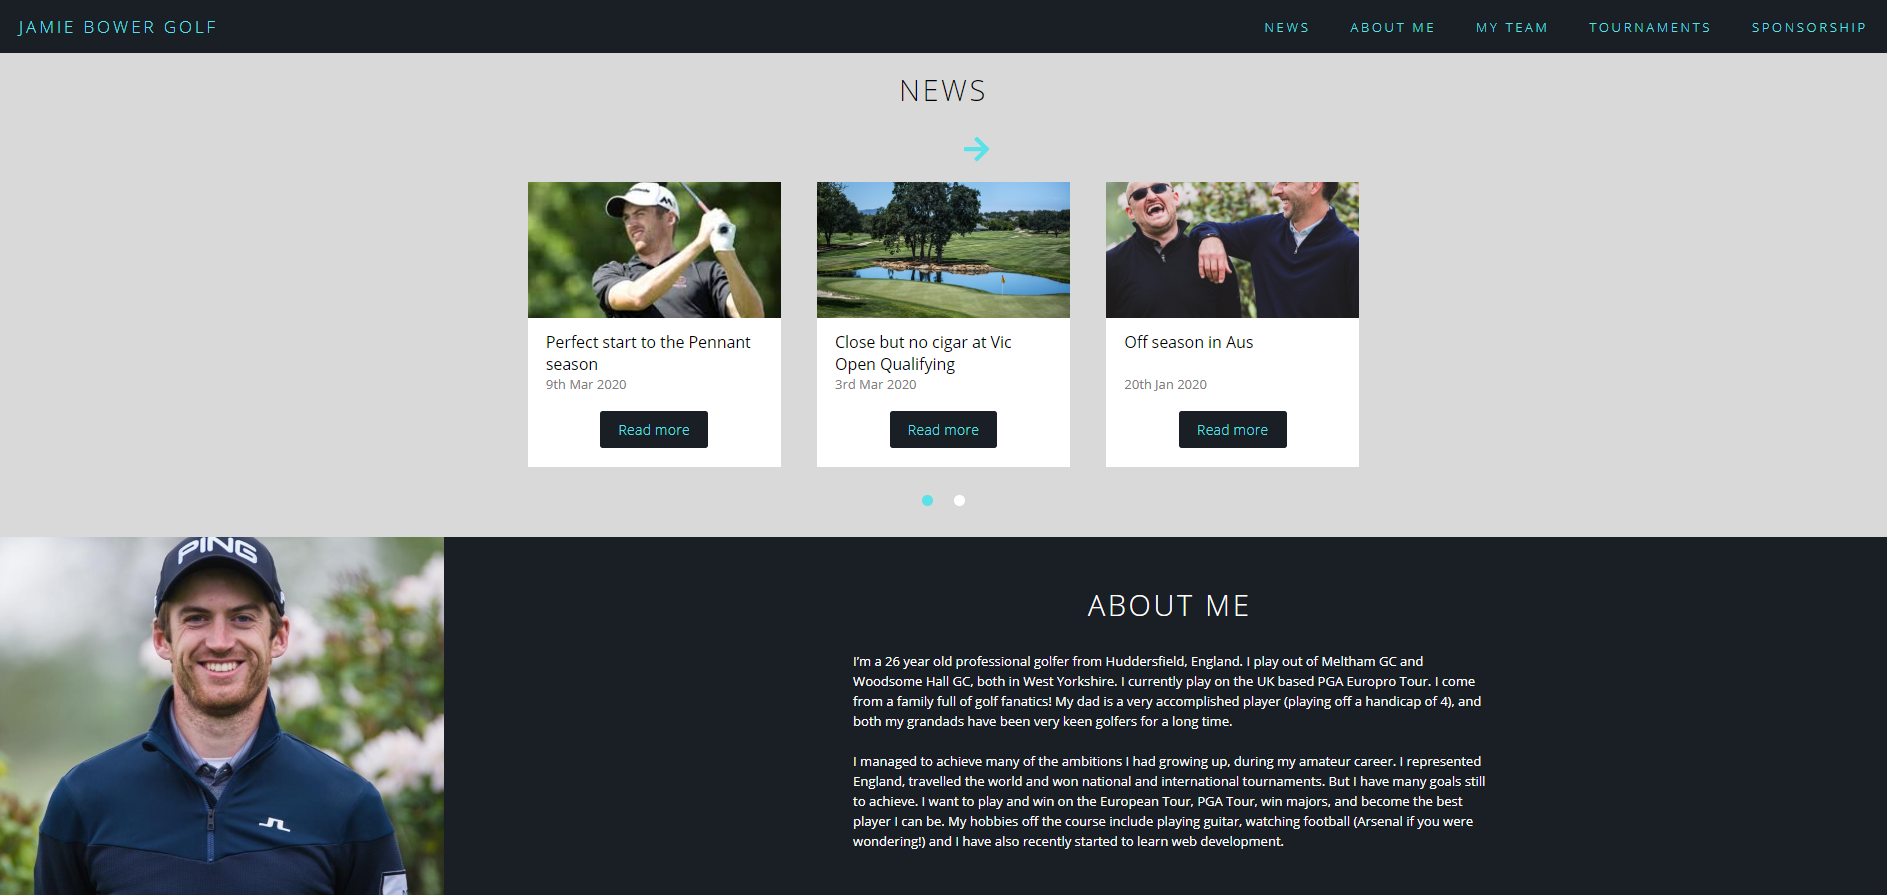 JAMIE BOWER GOLF
NEWS
ABOUT ME
MY TEAM
TOURNAMENTS
SPONSORSHIP
NEWS
Perfect start to the Pennant
season
9th Mar 2020
Read more
Close but no cigar at Vic
Open Qualifying
3rd Mar 2020
Read more
Off season in Aus
20th Jan 2020
Read more
PING
ABOUT ME
I'm a 26 year old professional golfer from Huddersfield, England. I play out of Meltham GC and
Woodsome Hall GC, both in West Yorkshire. I currently play on the UK based PGA Europro Tour. I come
from a family full of golf fanatics! My dad is a very accomplished player (playing off a handicap of 4), and
both my grandads have been very keen golfers for a long time.
I managed to achieve many of the ambitions I had growing up, during my amateur career. I represented
England, travelled the world and won national and international tournaments. But I have many goals still
to achieve. I want to play and win on the European Tour, PGA Tour, win majors, and become the best
player I can be. My hobbies off the course include playing guitar, watching football (Arsenal if you were
wondering!) and I have also recently started to learn web development.